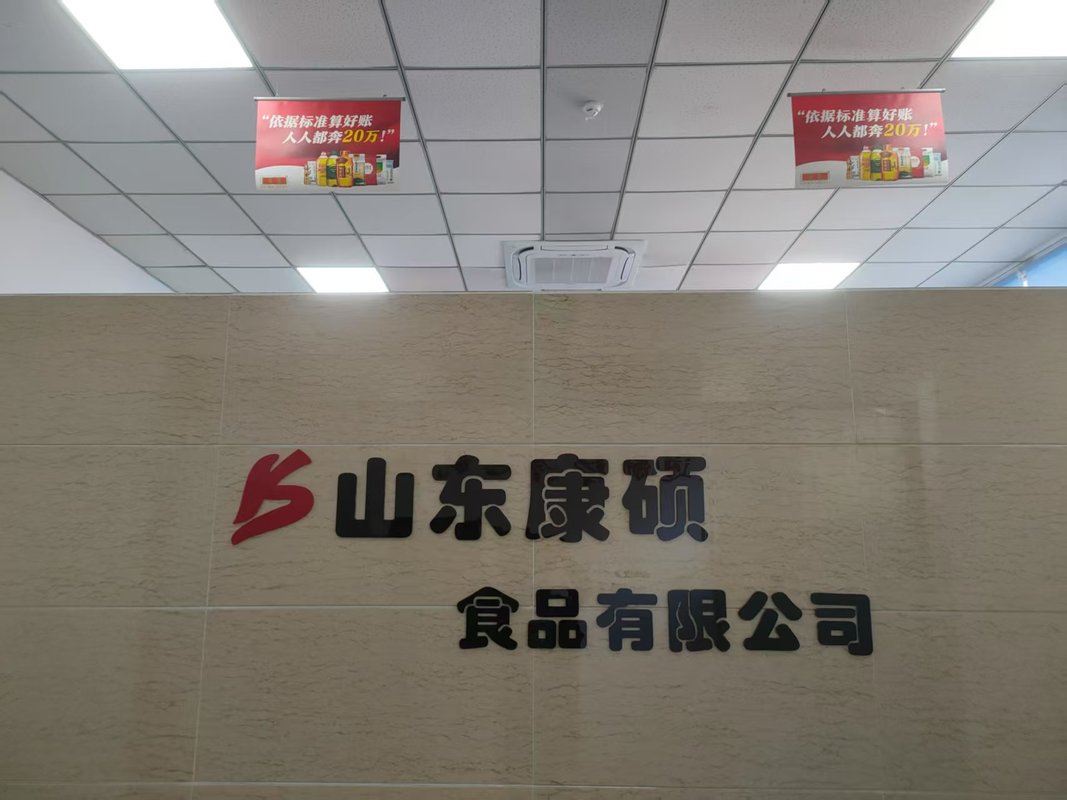 “依据标准算好账
人人都奔20万！”
“依据标准算好账
人人都奔20万！”
KS
山东康硕
食品有限公司